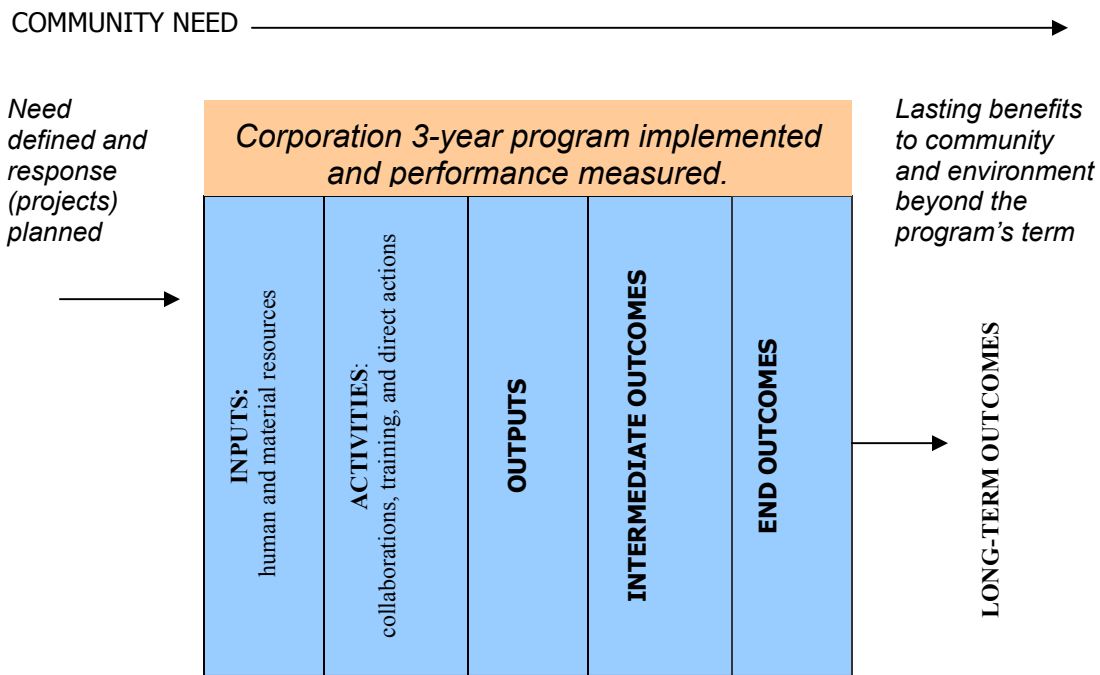 COMMUNITY NEED
Need
defined and
response
(projects)
planned
Corporation 3-year program implemented
and performance measured.
Lasting benefits
to community
and environment
beyond the
program's term
INPUTS:
human and material resources
ACTIVITIES:
collaborations, training, and direct actions
OUTPUTS
INTERMEDIATE OUTCOMES
END OUTCOMES
LONG-TERM OUTCOMES